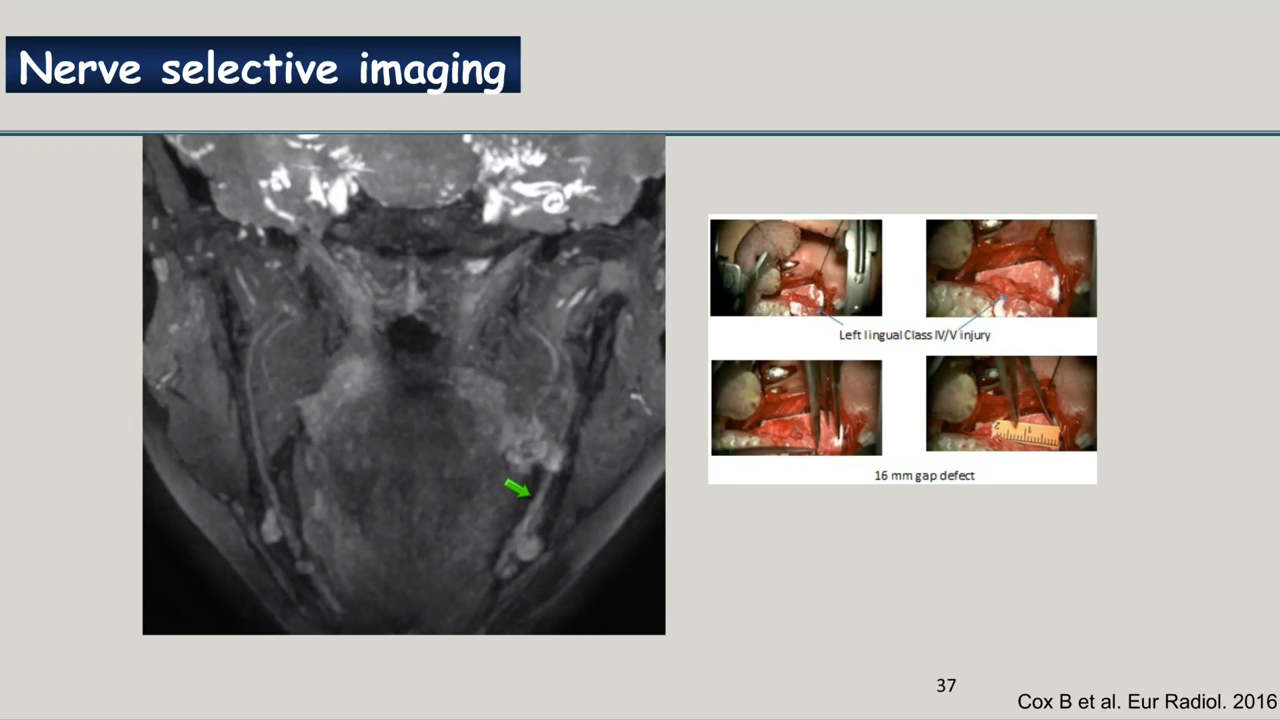 Nerve selective imaging
Left lingual Class IV/V injury
16 mm gap defect
37
Cox B et al. Eur Radiol. 2016